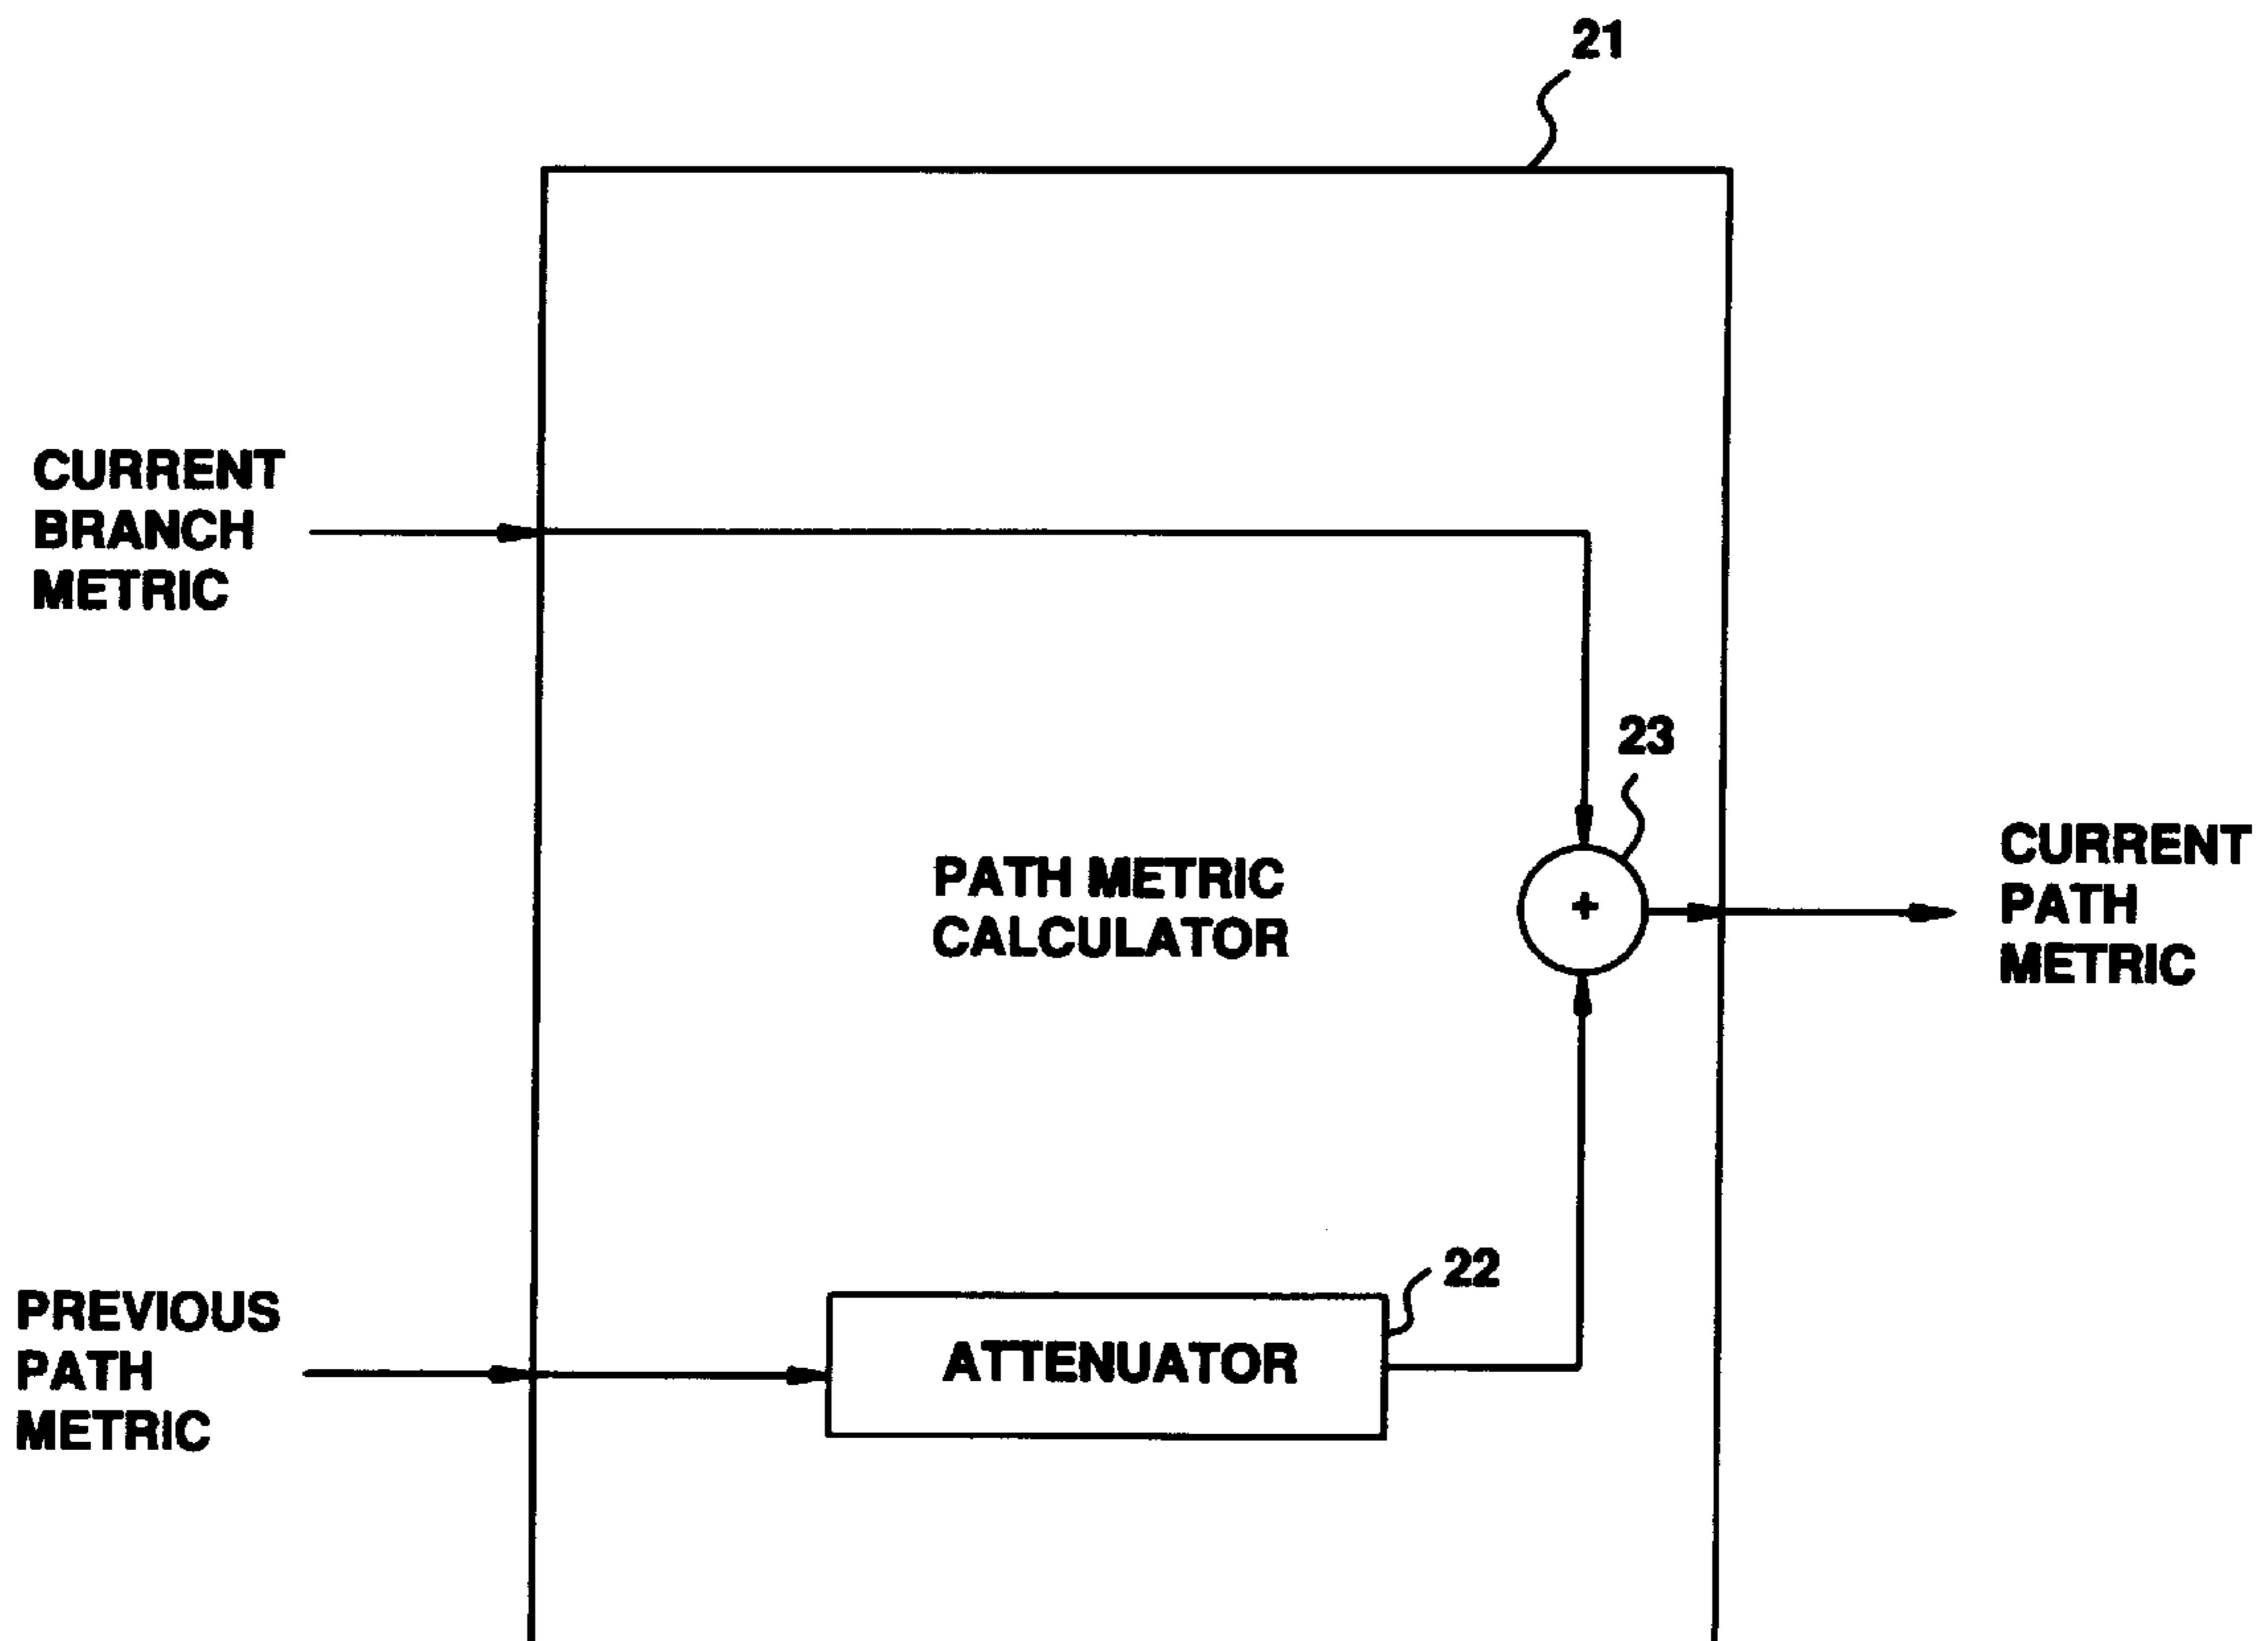 21
CURRENT
BRANCH
METRIC
23
+
PATH METRIC
CALCULATOR
CURRENT
PATH
METRIC
22
PREVIOUS
PATH
METRIC
ATTENUATOR